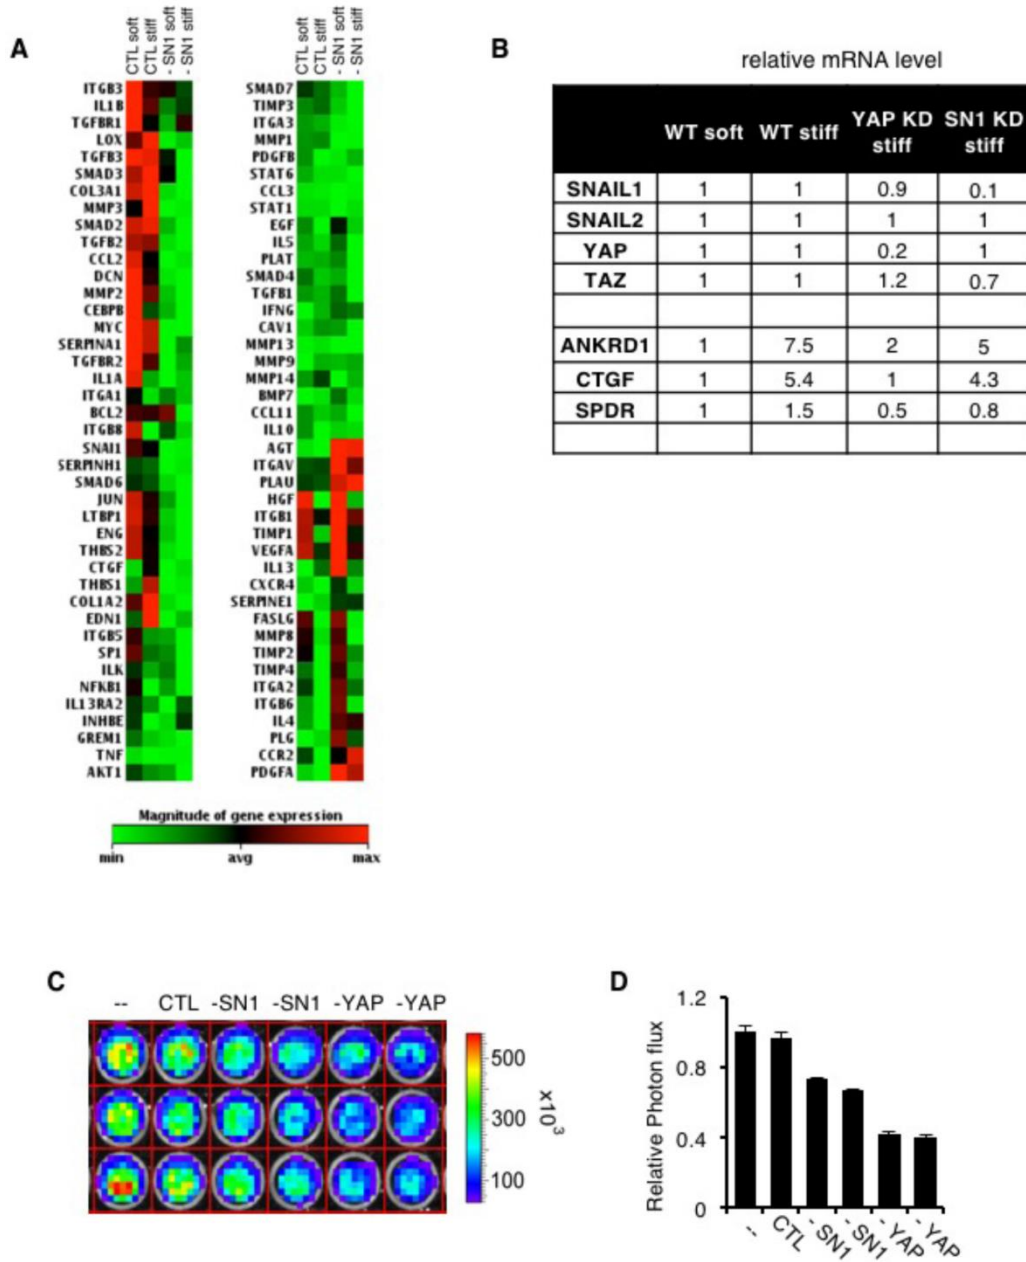 A
CTL soft
CTL stiff
- SN1 soft
- SN1 stiff
ITGB3
IL1B
TGFBR1
LOX
TGFB3
SMAD3
COL3A1
MMP3
SMAD2
TGFB2
CCL2
DCN
MMP2
CEBPB
MYC
SERPINA1
TGFBR2
IL1A
ITGA1
BCL2
ITGB8
SNAI1
SERPINH1
SMAD6
JUN
LTBP1
ENG
THBS2
CTGF
THBS1
COL1A2
EDN1
ITGB5
SP1
ILK
NFKB1
IL13RA2
INHBE
GREM1
TNF
AKT1
CTL soft
CTL stiff
- SN1 soft
- SN1 stiff
SMAD7
TIMP3
ITGA3
MMP1
PDGFB
STAT6
CCL3
STAT1
EGF
IL5
PLAT
SMAD4
TGFB1
IFNG
CAV1
MMP13
MMP9
MMP14
BMP7
CCL11
IL10
AGT
ITGAV
PLAU
HGF
ITGB1
TIMP1
VEGFA
IL13
CXCR4
SERPINE1
FASLG
MMP8
TIMP2
TIMP4
ITGA2
ITGB6
IL4
PLG
CCR2
PDGFA
Magnitude of gene expression
min avg max
B
relative mRNA level
WT soft WT stiff YAP KD stiff SN1 KD stiff
SNAIL1 1 1 0.9 0.1
SNAIL2 1 1 1 1
YAP 1 1 0.2 1
TAZ 1 1 1.2 0.7
ANKRD1 1 7.5 2 5
CTGF 1 5.4 1 4.3
SPDR 1 1.5 0.5 0.8
C
-- CTL -SN1 -SN1 -YAP -YAP
500
300
100
x10³
D
Relative Photon flux
1.2
0.8
0.4
0
-- CTL - SN1 - SN1 - YAP - YAP